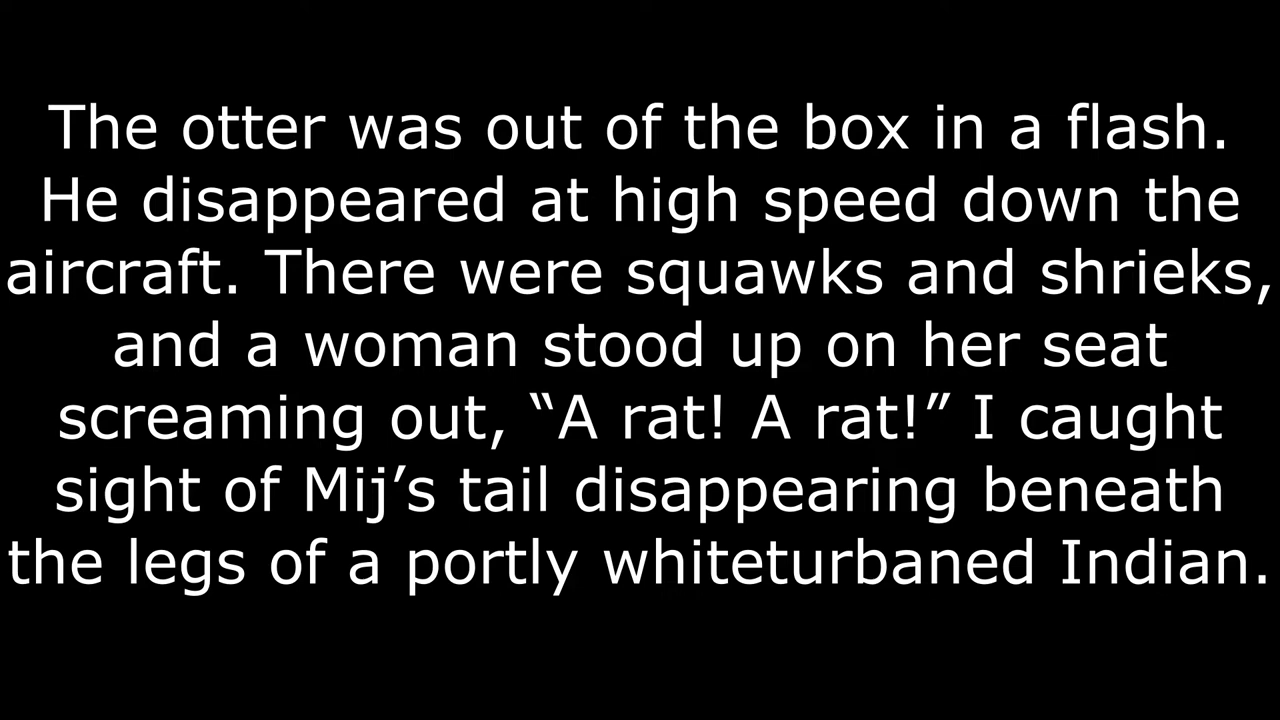 The otter was out of the box in a flash.
He disappeared at high speed down the
aircraft. There were squawks and shrieks,
and a woman stood up on her seat
screaming out, “A rat! A rat!” I caught
sight of Mij’s tail disappearing beneath
the legs of a portly whiteturbaned Indian.